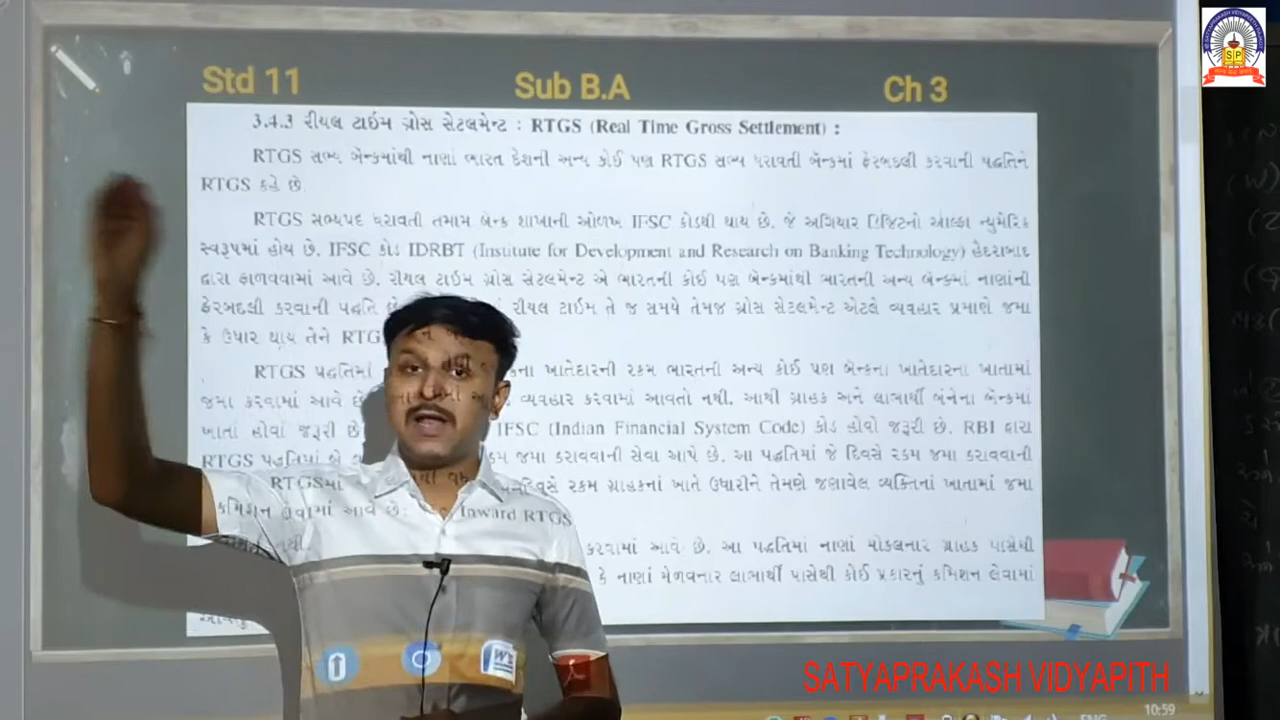 SP
Std 11 Sub B.A Ch 3
3.4.3 રીયલ ટાઈમ ગ્રોસ સેટલમેન્ટ : RTGS (Real Time Gross Settlement) :
RTGS સભ્ય બૅન્કમાંથી નાણાં ભારત દેશની અન્ય કોઈ પણ RTGS સભ્ય ધરાવતી બૅન્કમાં ફેરબદલી કરવાની પદ્ધતિને
RTGS કહે છે.
RTGS સભ્યપદ ધરાવતી તમામ બૅન્ક શાખાની ઓળખ IFSC કોડથી થાય છે. જે અગિયાર ડિજિટનો આલ્ફા ન્યુમેરિક
સ્વરૂપમાં હોય છે. IFSC કોડ IDRBT (Institute for Development and Research on Banking Technology) હૈદરાબાદ
દ્વારા ફાળવવામાં આવે છે. રીયલ ટાઈમ ગ્રોસ સેટલમેન્ટ એ ભારતની કોઈ પણ બૅન્કમાંથી ભારતની અન્ય બૅન્કમાં નાણાંની
ફેરબદલી કરવાની પદ્ધતિ રીયલ ટાઈમ તે જ સમયે તેમજ ગ્રોસ સેટલમેન્ટ એટલે વ્યવહાર પ્રમાણે જમા
કે ઉધાર થાય તેને RTG
RTGS પદ્ધતિમાં ખાતેદારની રકમ ભારતની અન્ય કોઈ પણ બૅન્કના ખાતેદારના ખાતામાં
જમા કરવામાં આવે વ્યવહાર કરવામાં આવતો નથી. આથી ગ્રાહક અને લાભાર્થી બંનેના બૅન્કમાં
ખાતાં હોવાં જરૂરી છે IFSC (Indian Financial System Code) કોડ હોવો જરૂરી છે. RBI દ્વારા
RTGS પદ્ધતિમાં જમા કરાવવાની સેવા આપે છે. આ પદ્ધતિમાં જે દિવસે રકમ જમા કરાવવાની
રકમ ગ્રાહકનાં ખાતે ઉધારીને તેમણે જણાવેલ વ્યક્તિનાં ખાતામાં જમા
RTGSમાં
કમિશન લેવામાં આવે છે. Inward RTGS
કરવામાં આવે છે. આ પદ્ધતિમાં નાણાં મોકલનાર ગ્રાહક પાસેથી
કે નાણાં મેળવનાર લાભાર્થી પાસેથી કોઈ પ્રકારનું કમિશન લેવામાં
SATYAPRAKASH VIDYAPITH
10:59
ENG